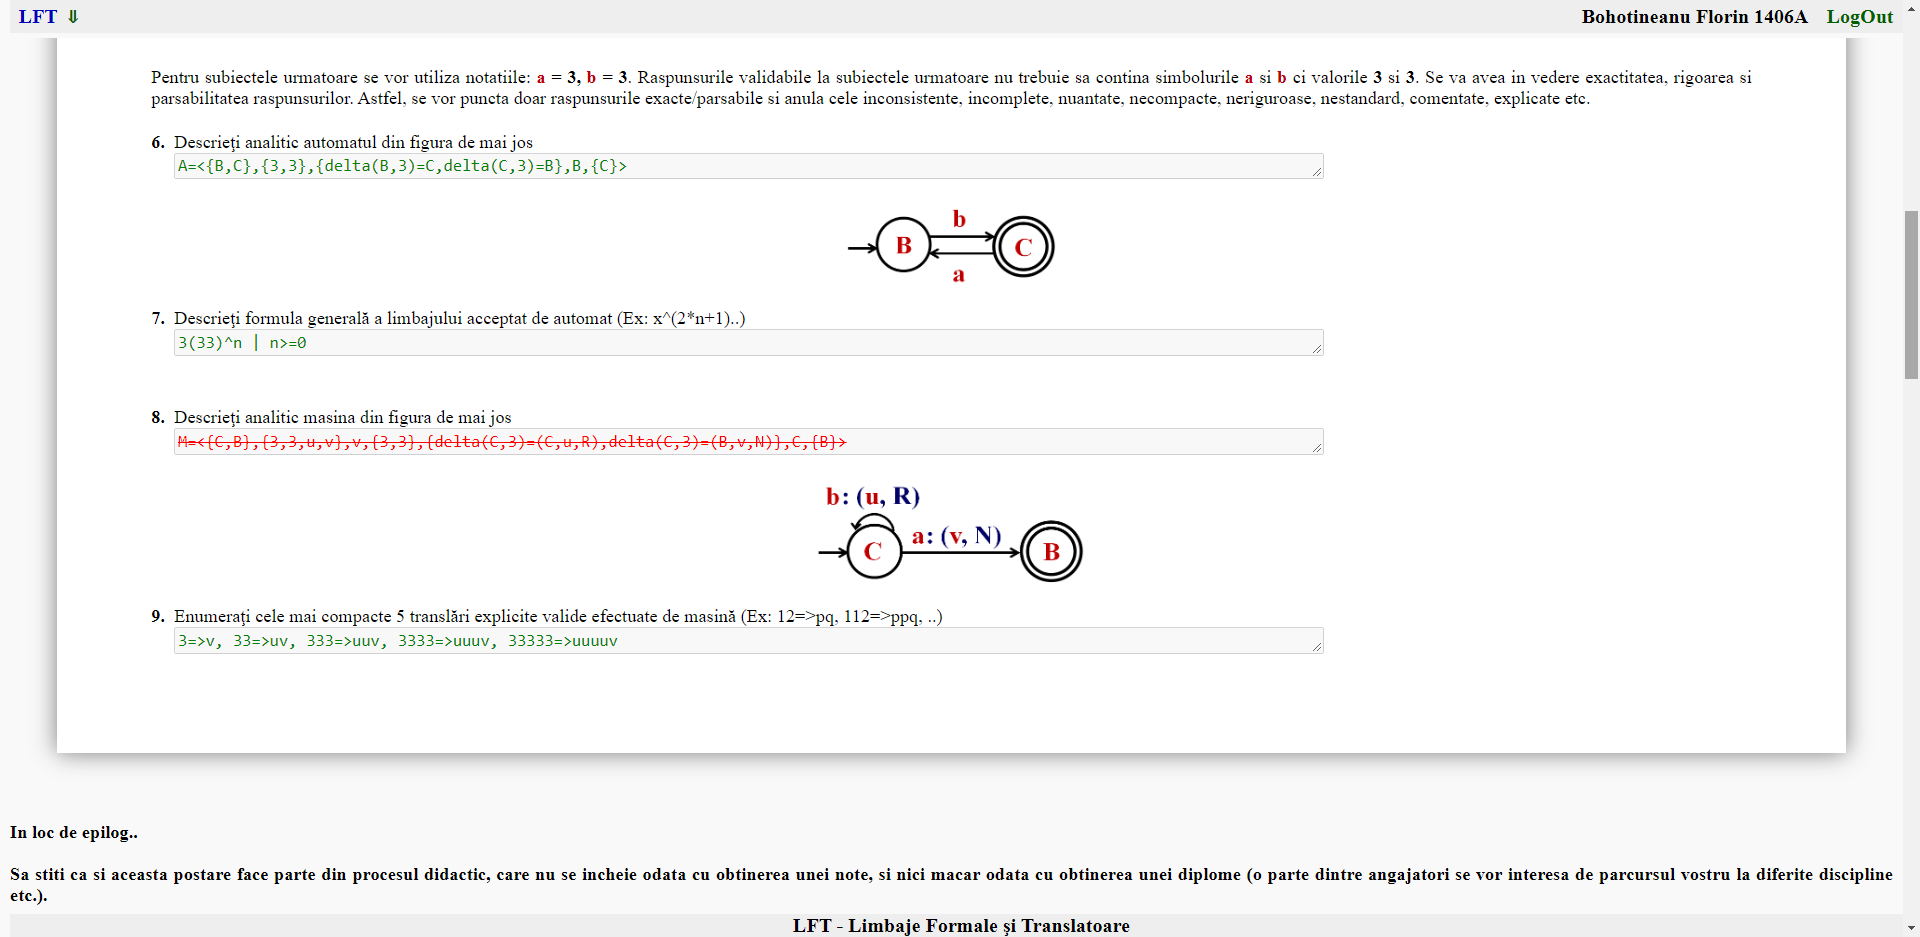 LFT ⇓ Bohotineanu Florin 1406A LogOut
Pentru subiectele urmatoare se vor utiliza notatiile: a = 3, b = 3. Raspunsurile validabile la subiectele urmatoare nu trebuie sa contina simbolurile a si b ci valorile 3 si 3. Se va avea in vedere exactitatea, rigoarea si
parsabilitatea raspunsurilor. Astfel, se vor puncta doar raspunsurile exacte/parsabile si anula cele inconsistente, incomplete, nuantate, necompacte, neriguroase, nestandard, comentate, explicate etc.
6. Descrieți analitic automatul din figura de mai jos
A=<{B,C},{3,3},{delta(B,3)=C,delta(C,3)=B},B,{C}>
b
B C
a
7. Descrieți formula generală a limbajului acceptat de automat (Ex: x^(2*n+1)..)
3(33)^n | n>=0
8. Descrieți analitic masina din figura de mai jos
M=<{C,B},{3,3,u,v},v,{3,3},{delta(C,3)=(C,u,R),delta(C,3)=(B,v,N)},C,{B}>
b: (u, R)
a: (v, N)
C B
9. Enumerați cele mai compacte 5 translări explicite valide efectuate de masină (Ex: 12=>pq, 112=>ppq, ..)
3=>v, 33=>uv, 333=>uuv, 3333=>uuuv, 33333=>uuuuv
In loc de epilog..
Sa stiti ca si aceasta postare face parte din procesul didactic, care nu se incheie odata cu obtinerea unei note, si nici macar odata cu obtinerea unei diplome (o parte dintre angajatori se vor interesa de parcursul vostru la diferite discipline
etc.).
LFT - Limbaje Formale și Translatoare